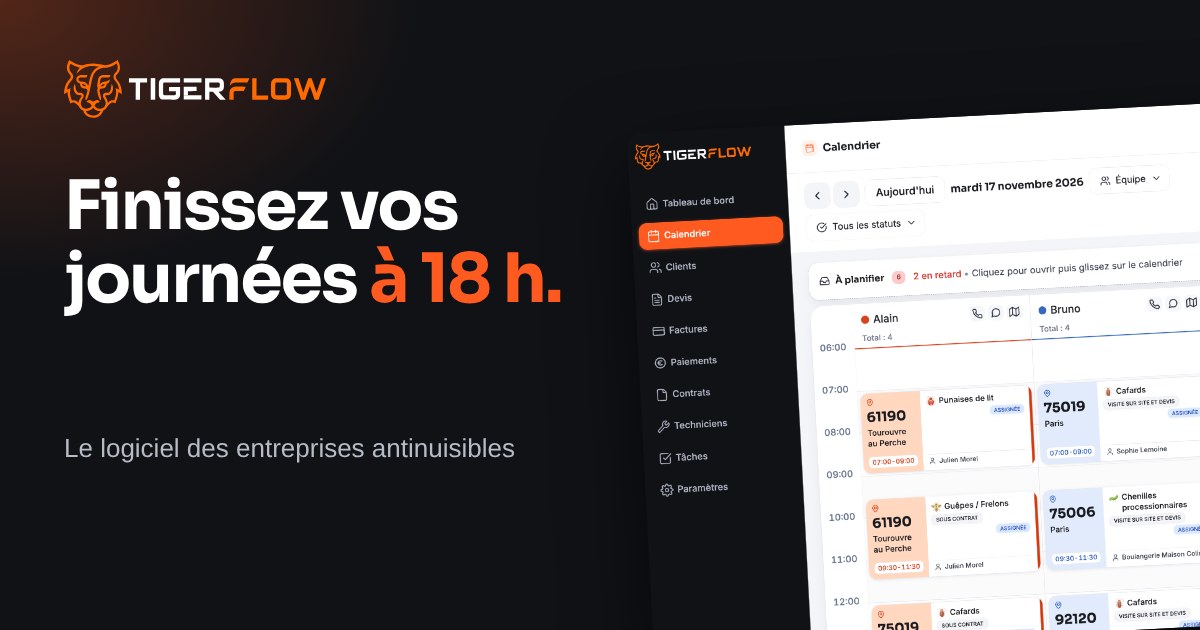 TIGERFLOW
Finissez vos
journées à 18 h.
Le logiciel des entreprises antinuisibles
TIGERFLOW
Tableau de bord
Calendrier
Clients
Devis
Factures
Paiements
Contrats
Techniciens
Tâches
Paramètres
Calendrier
Aujourd'hui mardi 17 novembre 2026 Équipe
Tous les statuts
À planifier 6 2 en retard • Cliquez pour ouvrir puis glissez sur le calendrier
Alain
Total : 4
Bruno
Total : 4
06:00
07:00
08:00
09:00
10:00
11:00
12:00
61190
Tourouvre
au Perche
07:00-09:00
Punaises de lit
ASSIGNÉE
Julien Morel
75019
Paris
07:00-09:00
Cafards
VISITE SUR SITE ET DEVIS
ASSIGNÉE
Sophie Lemoine
61190
Tourouvre
au Perche
09:30-11:30
Guêpes / Frelons
SOUS CONTRAT
ASSIGNÉE
Julien Morel
75006
Paris
09:30-11:30
Chenilles
processionnaires
VISITE SUR SITE ET DEVIS
Boulangerie Maison
75019
Cafards
SOUS CONTRAT
92120
Cafards
VISITE SUR SITE ET DEVIS